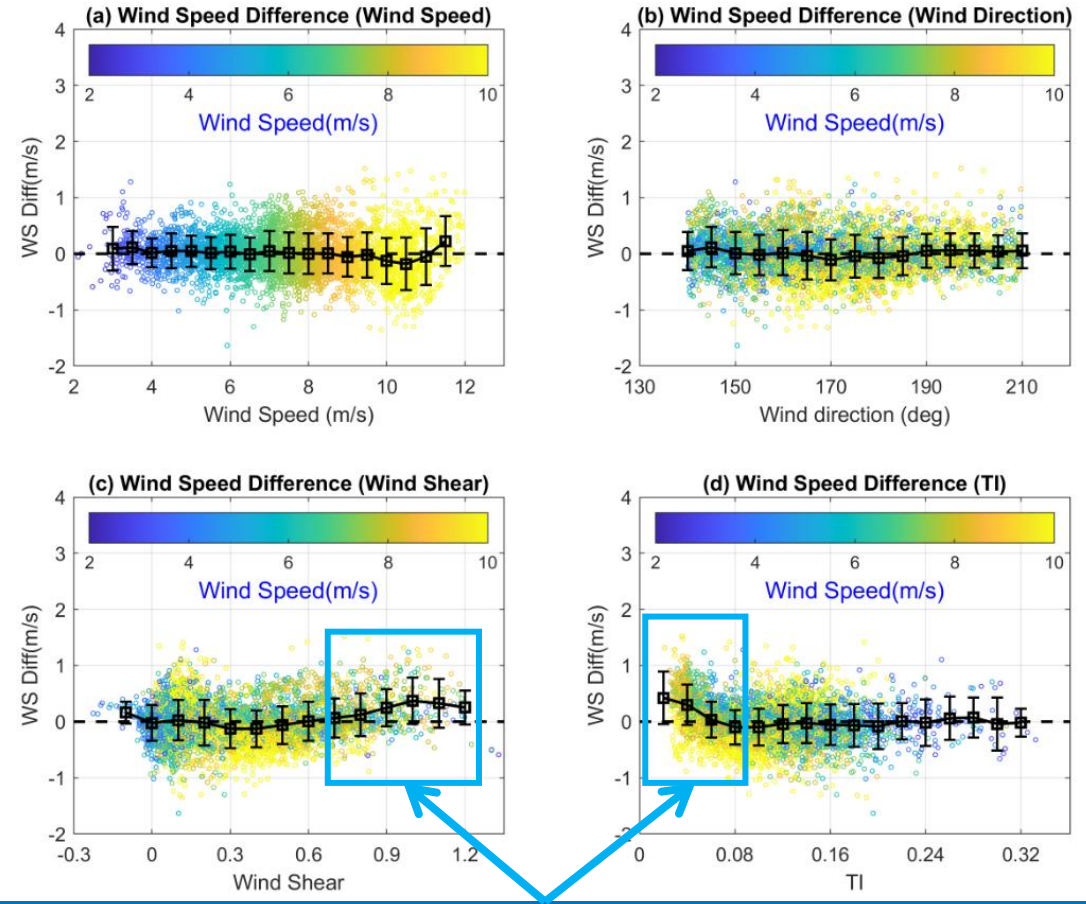 (a) Wind Speed Difference (Wind Speed)
4
3
2
1
0
-1
-2
WS Diff(m/s)
2 4 6 8 10
Wind Speed(m/s)
2 4 6 8 10 12
Wind Speed (m/s)
(b) Wind Speed Difference (Wind Direction)
4
3
2
1
0
-1
-2
WS Diff(m/s)
2 4 6 8 10
Wind Speed(m/s)
130 150 170 190 210
Wind direction (deg)
(c) Wind Speed Difference (Wind Shear)
4
3
2
1
0
-1
-2
WS Diff(m/s)
2 4 6 8 10
Wind Speed(m/s)
-0.3 0 0.3 0.6 0.9 1.2
Wind Shear
(d) Wind Speed Difference (TI)
4
3
2
1
0
-1
-2
WS Diff(m/s)
2 4 6 8 10
Wind Speed(m/s)
0 0.08 0.16 0.24 0.32
TI